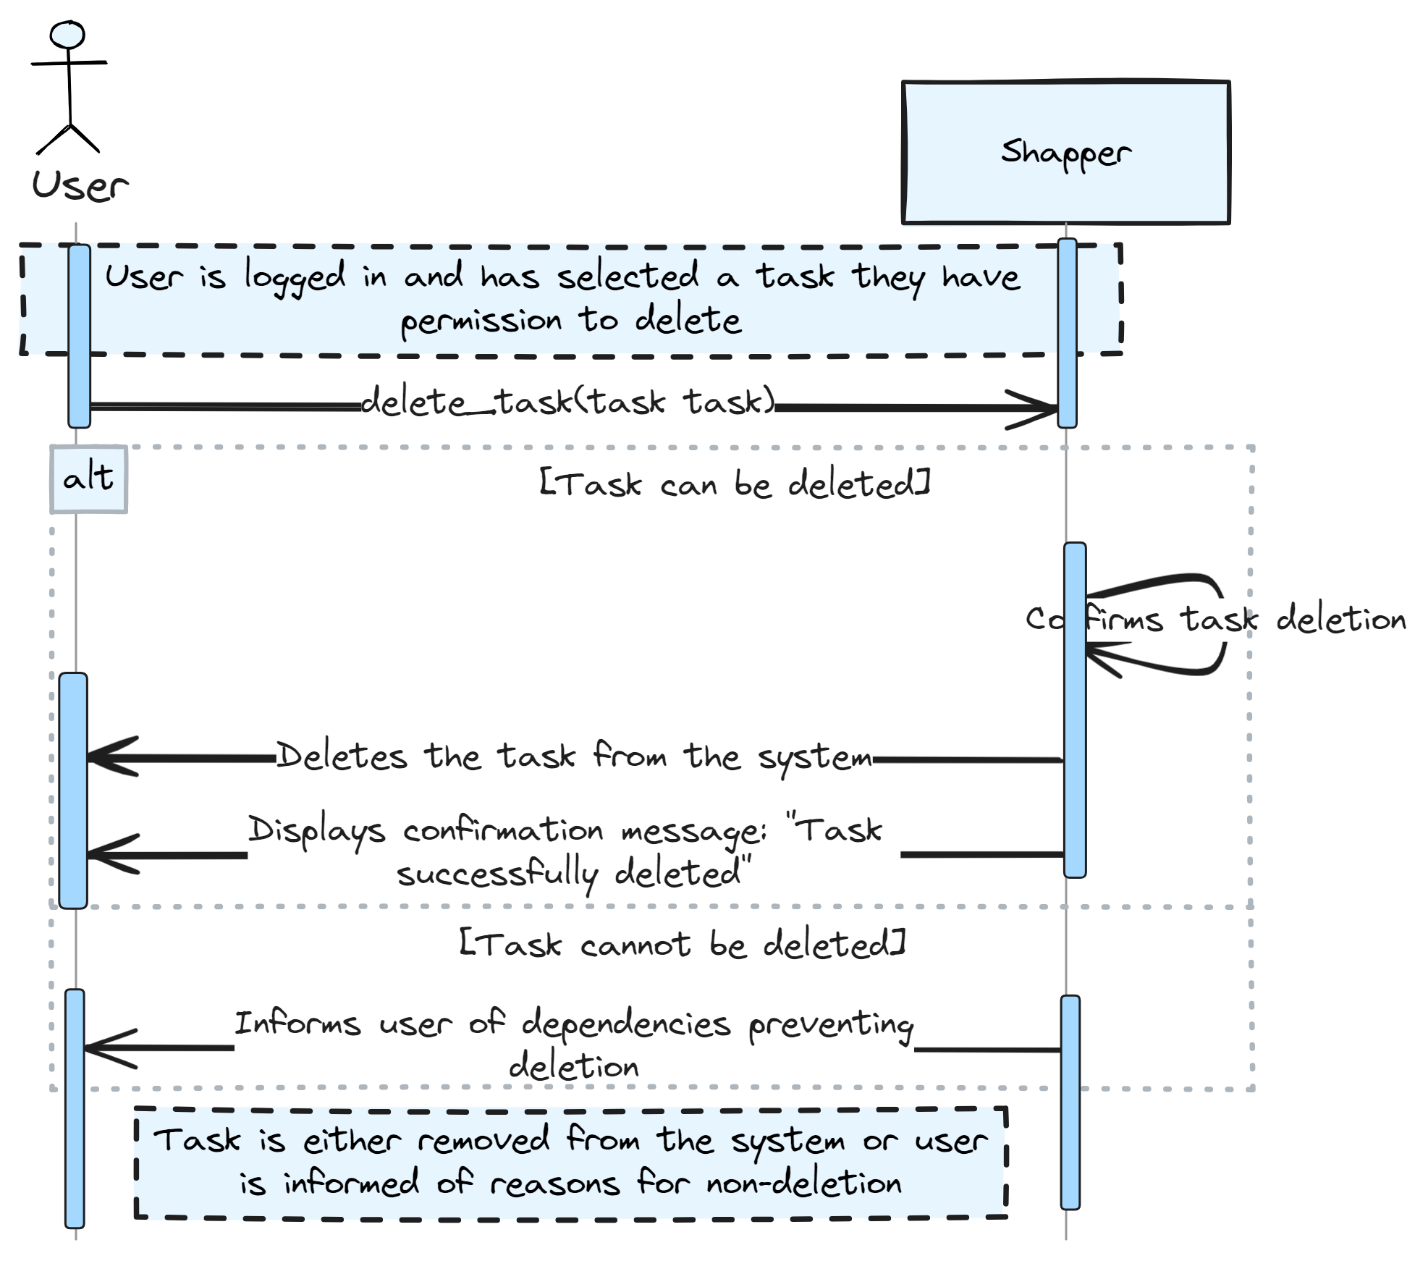 User
Shapper
User is logged in and has selected a task they have
permission to delete
delete_task(task task)
alt
[Task can be deleted]
Confirms task deletion
Deletes the task from the system
Displays confirmation message: "Task
successfully deleted"
[Task cannot be deleted]
Informs user of dependencies preventing
deletion
Task is either removed from the system or user
is informed of reasons for non-deletion